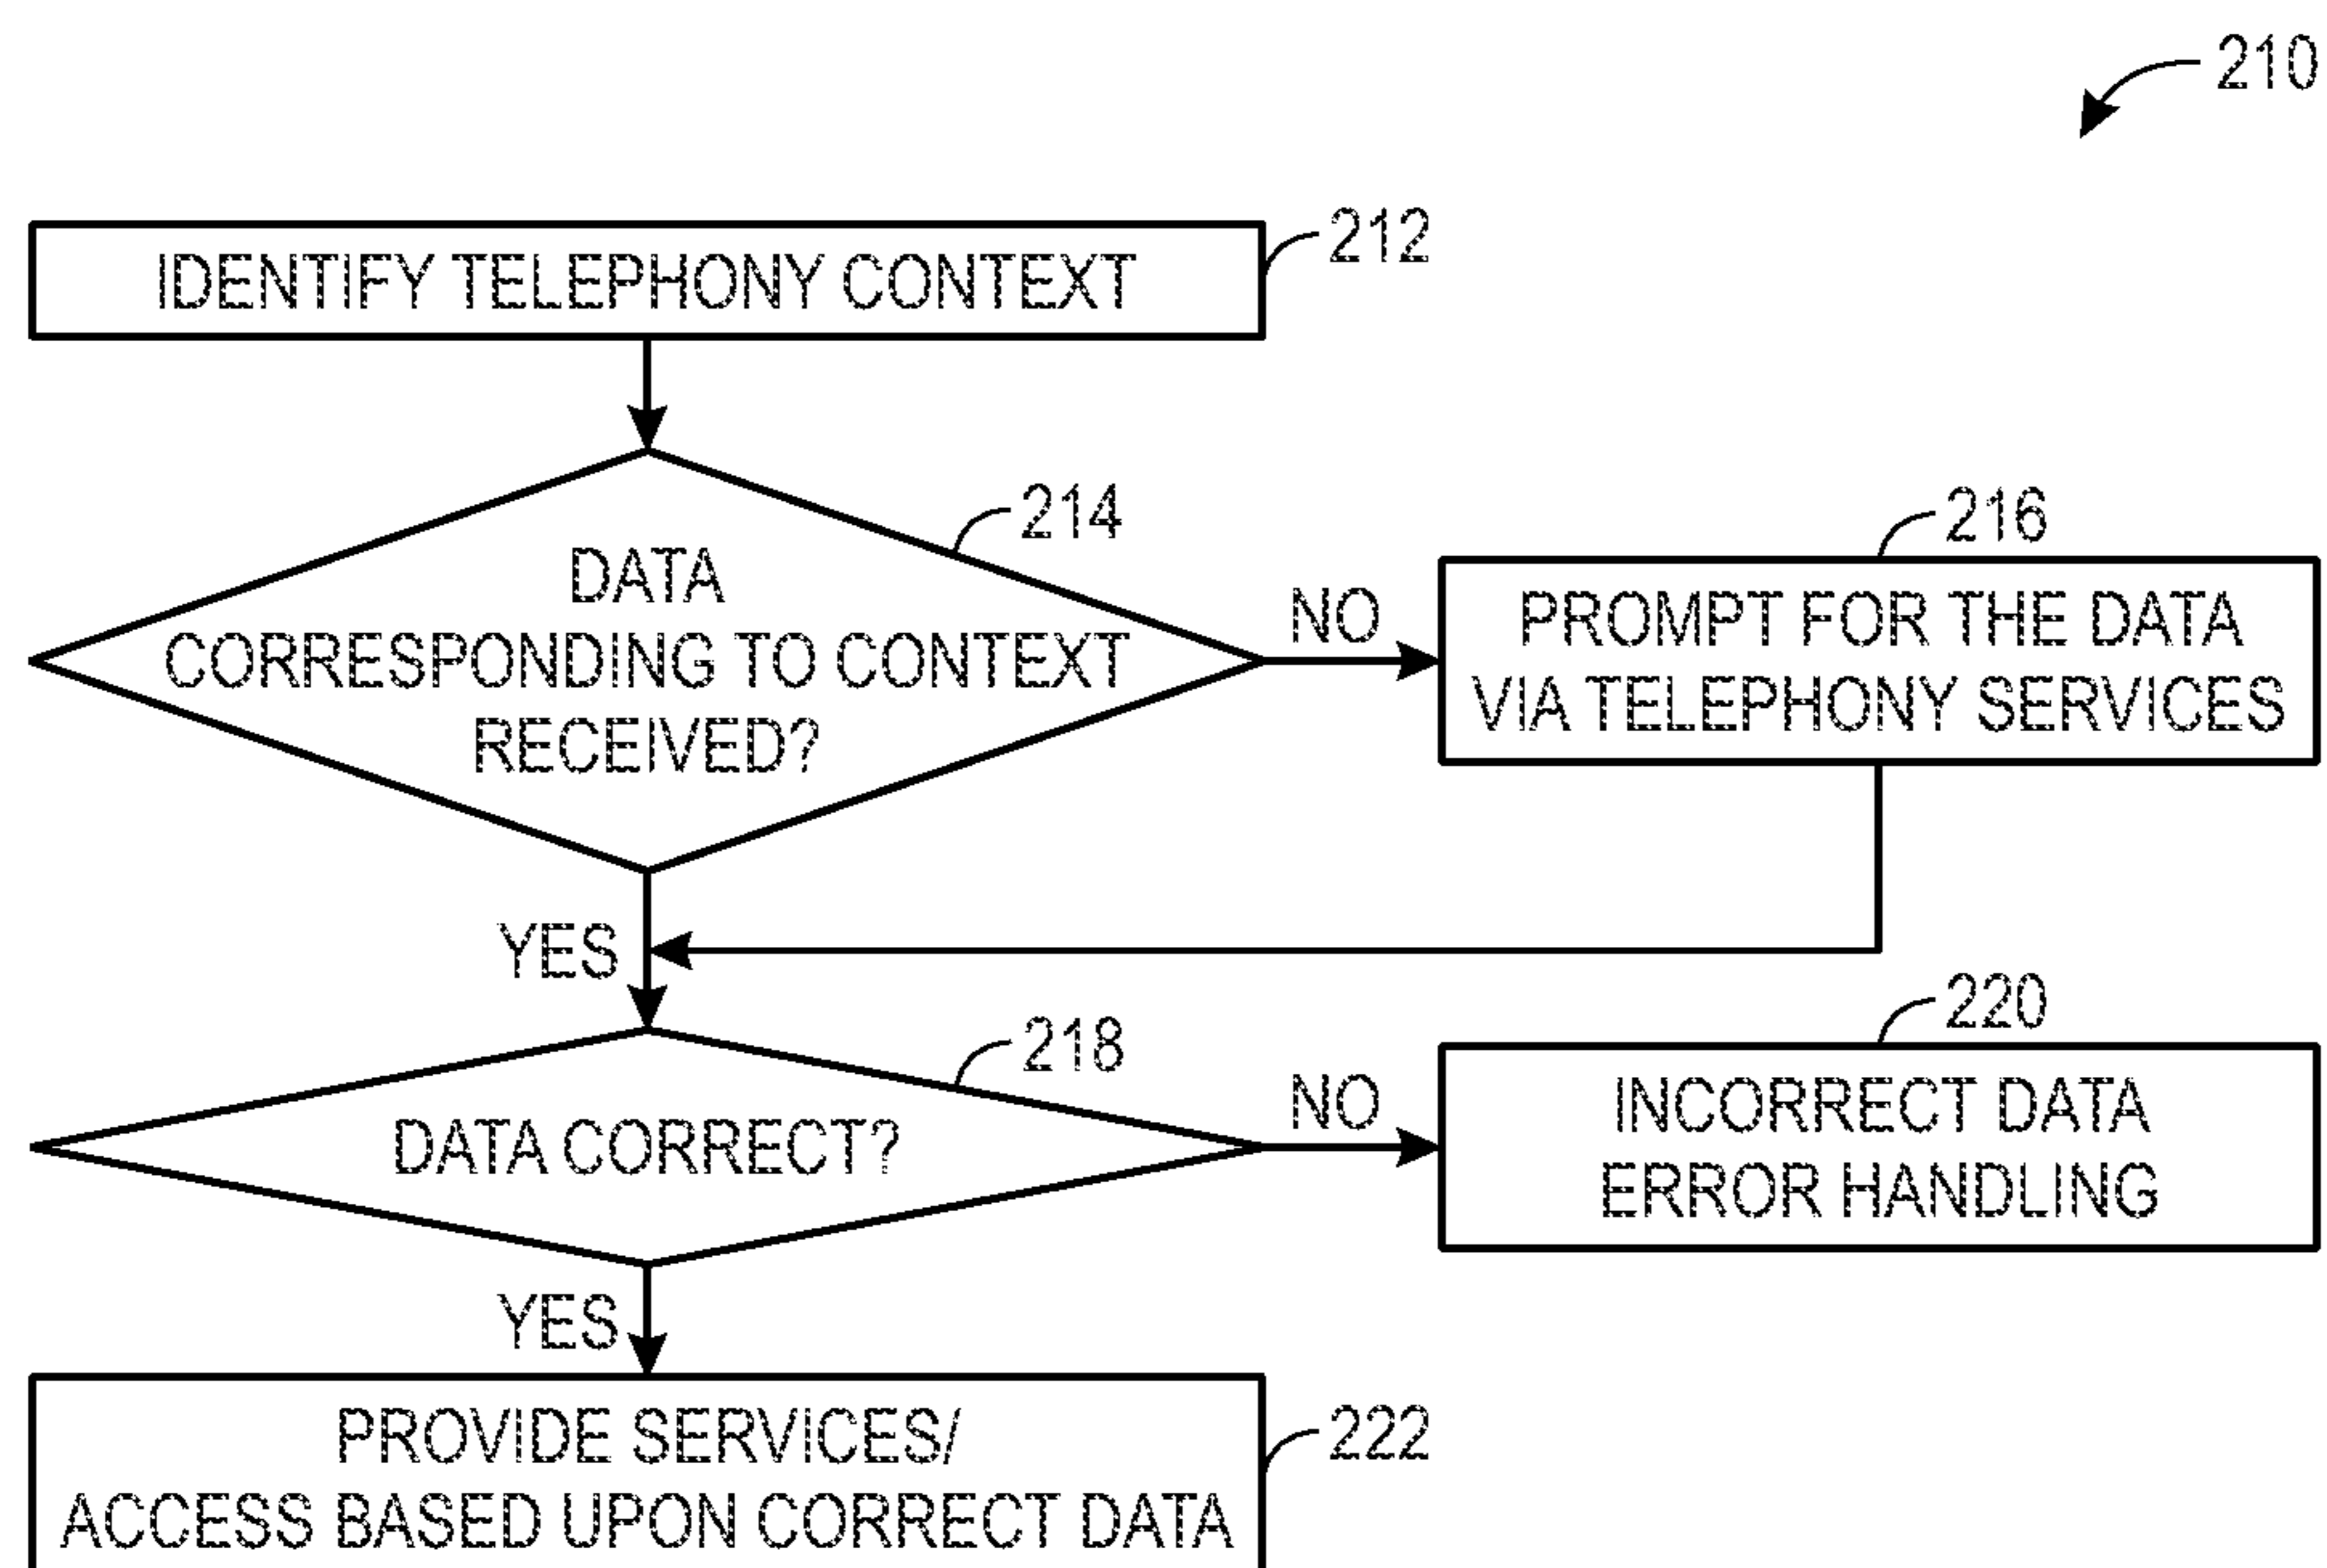 210
IDENTIFY TELEPHONY CONTEXT
212
214
DATA
CORRESPONDING TO CONTEXT
RECEIVED?
NO
216
PROMPT FOR THE DATA
VIA TELEPHONY SERVICES
YES
218
DATA CORRECT?
NO
220
INCORRECT DATA
ERROR HANDLING
YES
PROVIDE SERVICES/
ACCESS BASED UPON CORRECT DATA
222